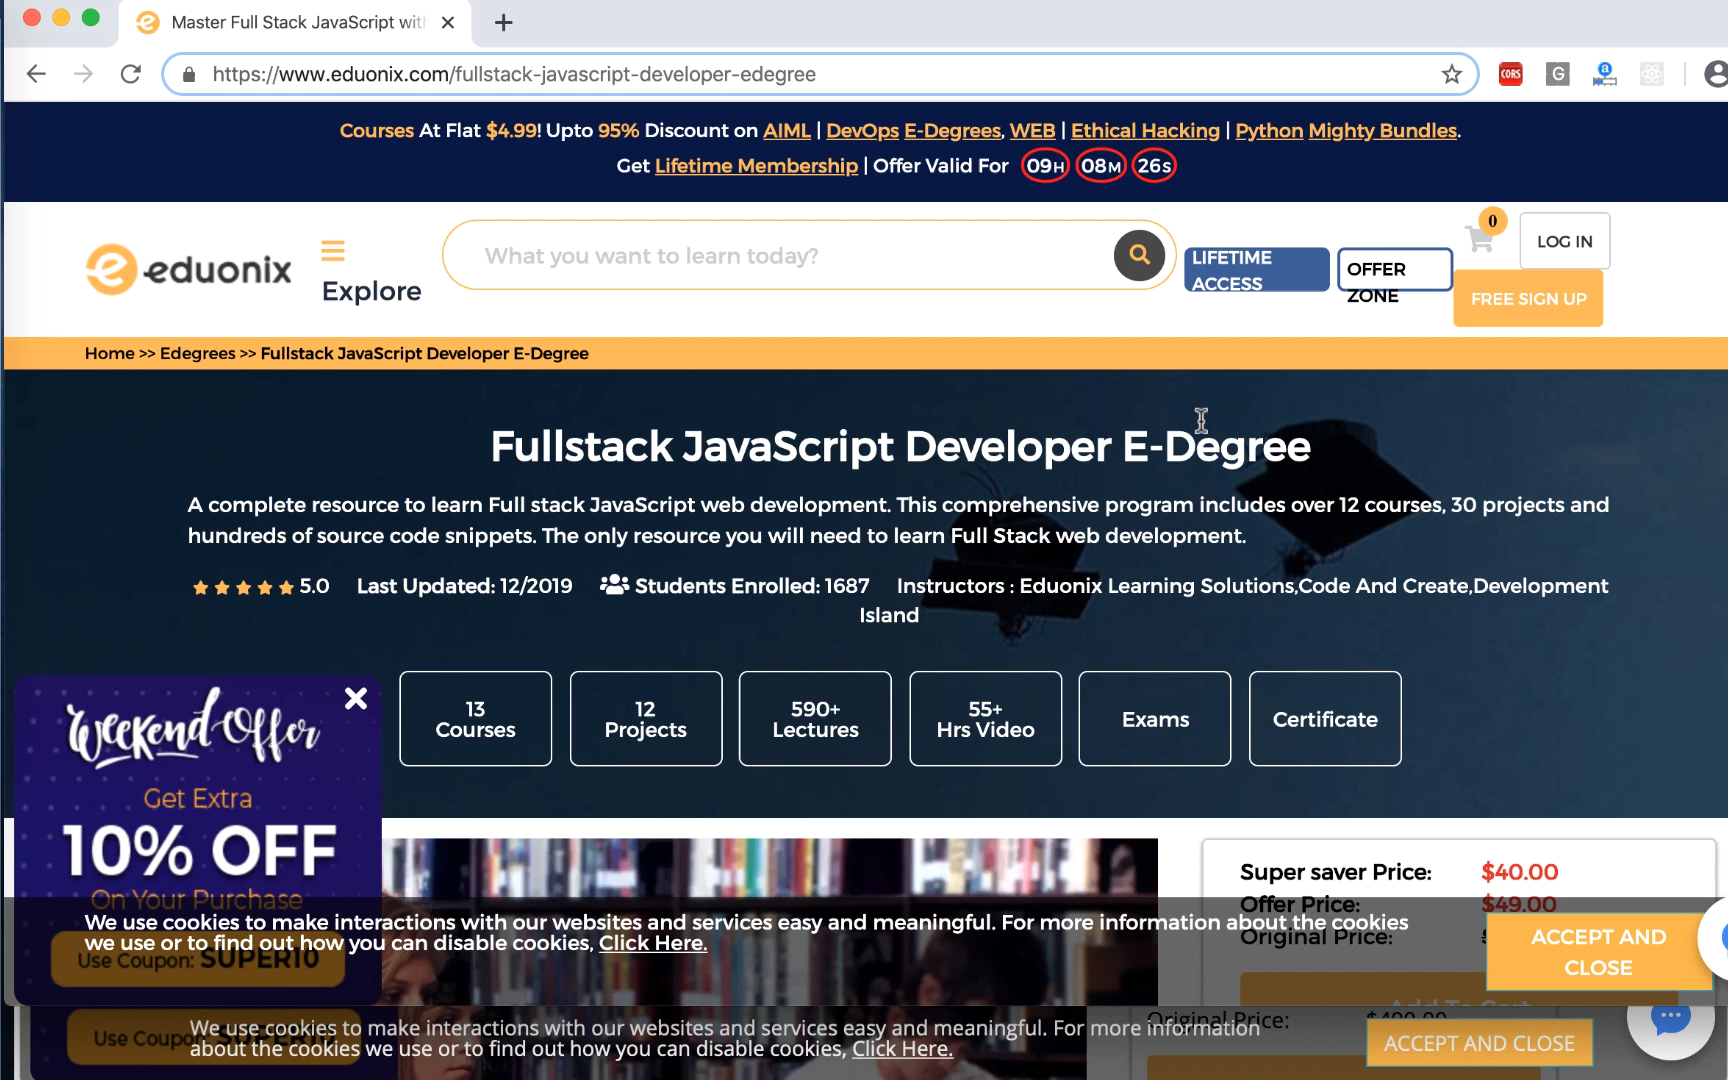 Master Full Stack JavaScript with
https://www.eduonix.com/fullstack-javascript-developer-edegree
CORS
G
a
Courses At Flat $4.99! Upto 95% Discount on AIML | DevOps E-Degrees, WEB | Ethical Hacking | Python Mighty Bundles.
Get Lifetime Membership | Offer Valid For 09H 08M 26S
eduonix
Explore
What you want to learn today?
LIFETIME
ACCESS
OFFER
ZONE
0
LOG IN
FREE SIGN UP
Home >> Edegrees >> Fullstack JavaScript Developer E-Degree
Fullstack JavaScript Developer E-Degree
A complete resource to learn Full stack JavaScript web development. This comprehensive program includes over 12 courses, 30 projects and
hundreds of source code snippets. The only resource you will need to learn Full Stack web development.
5.0 Last Updated: 12/2019 Students Enrolled: 1687 Instructors : Eduonix Learning Solutions,Code And Create,Development
Island
13
Courses
12
Projects
590+
Lectures
55+
Hrs Video
Exams
Certificate
Weekend Offer
Get Extra
10% OFF
On Your Purchase
Use Coupon: SUPER10
Super saver Price: $40.00
Offer Price: $49.00
Original Price:
We use cookies to make interactions with our websites and services easy and meaningful. For more information about the cookies
we use or to find out how you can disable cookies, Click Here.
ACCEPT AND
CLOSE
Add To Cart
Original Price: $400.00
Use Coupon: SUPER10
We use cookies to make interactions with our websites and services easy and meaningful. For more information
about the cookies we use or to find out how you can disable cookies, Click Here.
ACCEPT AND CLOSE